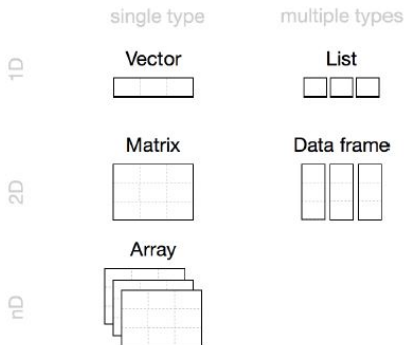 single type multiple types
1D
Vector List
2D
Matrix Data frame
nD
Array